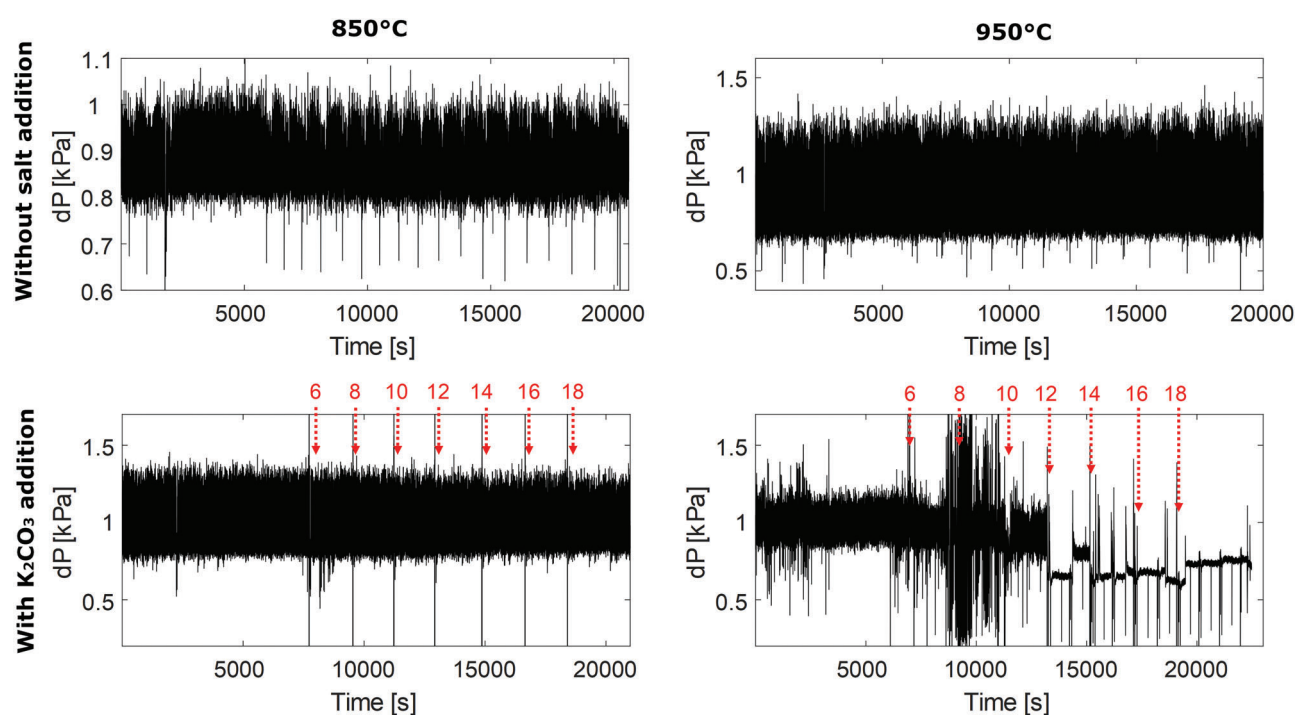 850°C
950°C
Without salt addition
dP [kPa]
1.1
1
0.9
0.8
0.7
0.6
5000 10000 15000 20000
Time [s]
dP [kPa]
1.5
1
0.5
5000 10000 15000 20000
Time [s]
With K₂CO₃ addition
6 8 10 12 14 16 18
dP [kPa]
1.5
1
0.5
5000 10000 15000 20000
Time [s]
6 8 10 12 14 16 18
dP [kPa]
1.5
1
0.5
5000 10000 15000 20000
Time [s]